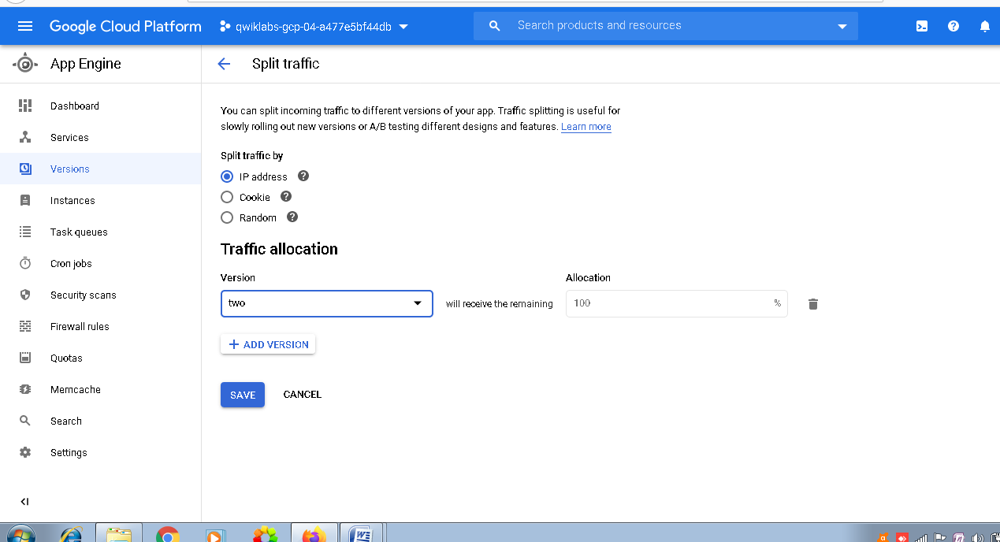 Google Cloud Platform
qwiklabs-gcp-04-a477e5bf44db
Search products and resources
App Engine
Split traffic
Dashboard
Services
Versions
Instances
Task queues
Cron jobs
Security scans
Firewall rules
Quotas
Memcache
Search
Settings
You can split incoming traffic to different versions of your app. Traffic splitting is useful for
slowly rolling out new versions or A/B testing different designs and features. Learn more
Split traffic by
IP address
Cookie
Random
Traffic allocation
Version
Allocation
two
will receive the remaining
100
%
ADD VERSION
SAVE
CANCEL